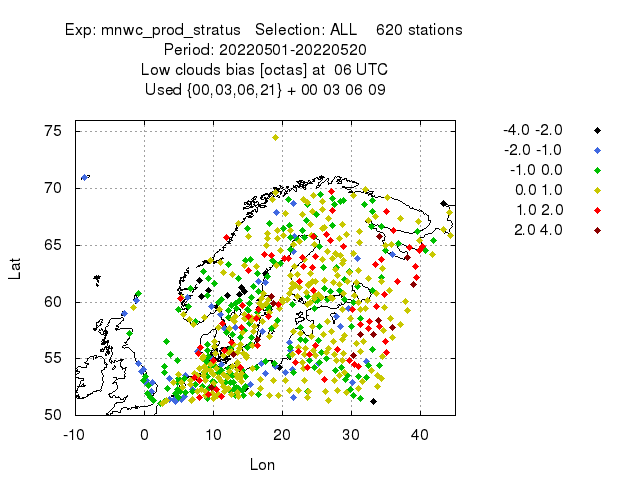 Exp: mnwc_prod_stratus   Selection: ALL    620 stations
Period: 20220501-20220520
Low clouds bias [octas] at  06 UTC
Used {00,03,06,21} + 00 03 06 09
-4.0 -2.0
-2.0 -1.0
-1.0 0.0
0.0 1.0
1.0 2.0
2.0 4.0
75
70
65
60
55
50
Lat
-10 0 10 20 30 40
Lon